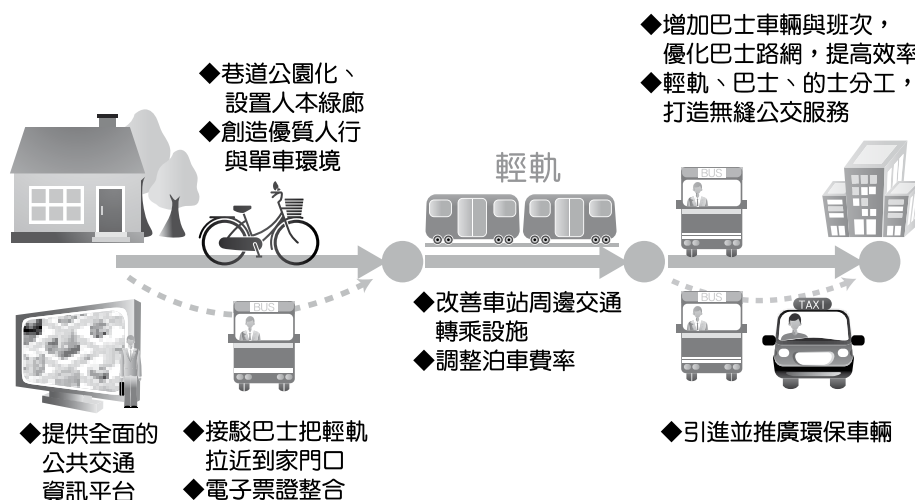 ◆巷道公園化、
設置人本綠廊
◆創造優質人行
與單車環境
◆增加巴士車輛與班次，
優化巴士路網，提高效率
◆輕軌、巴士、的士分工，
打造無縫公交服務
輕軌
BUS
BUS
BUS
TAXI
◆改善車站周邊交通
轉乘設施
◆調整泊車費率
◆提供全面的
公共交通
資訊平台
◆接駁巴士把輕軌
拉近到家門口
◆電子票證整合
◆引進並推廣環保車輛